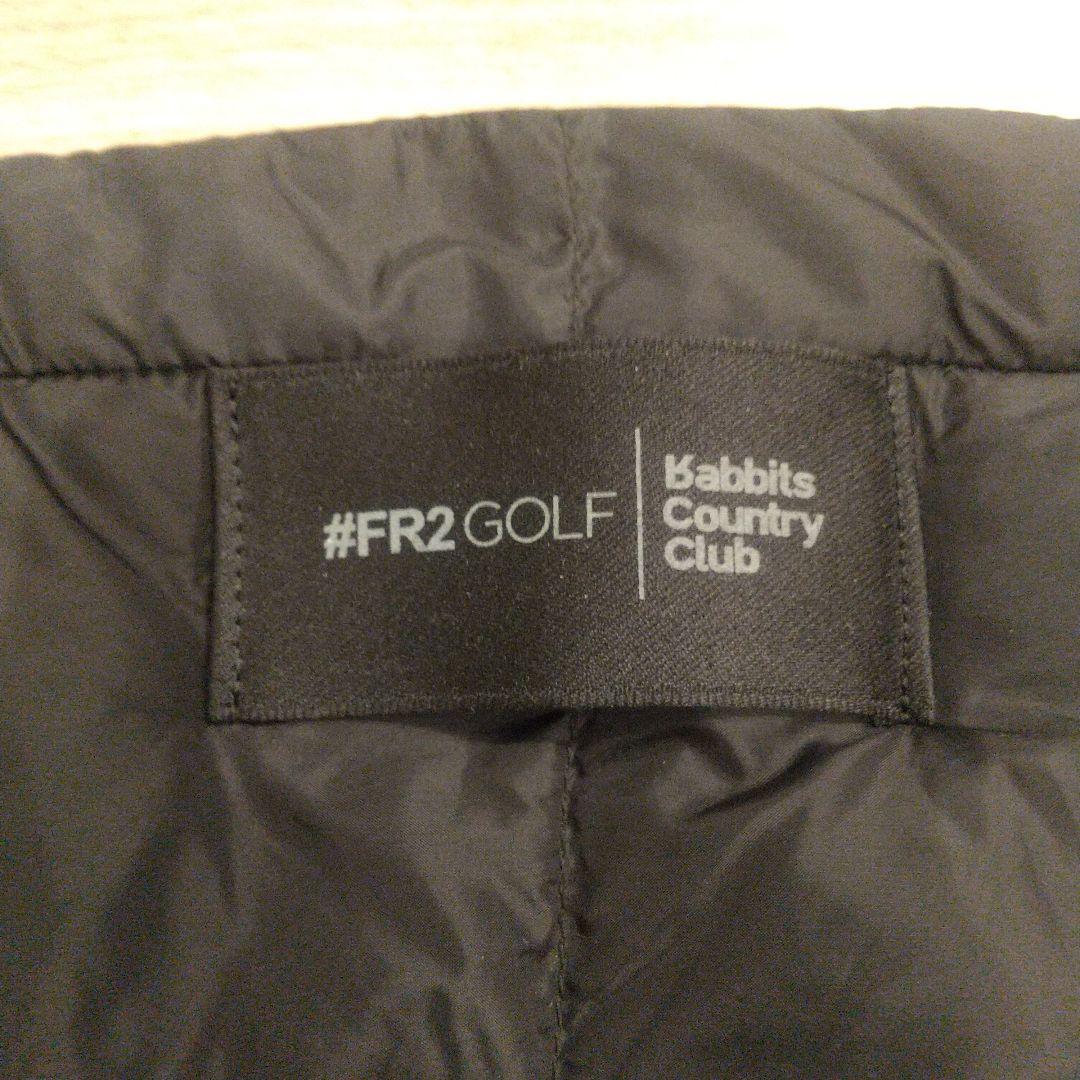 #FR2 GOLF
Rabbits
Country
Club